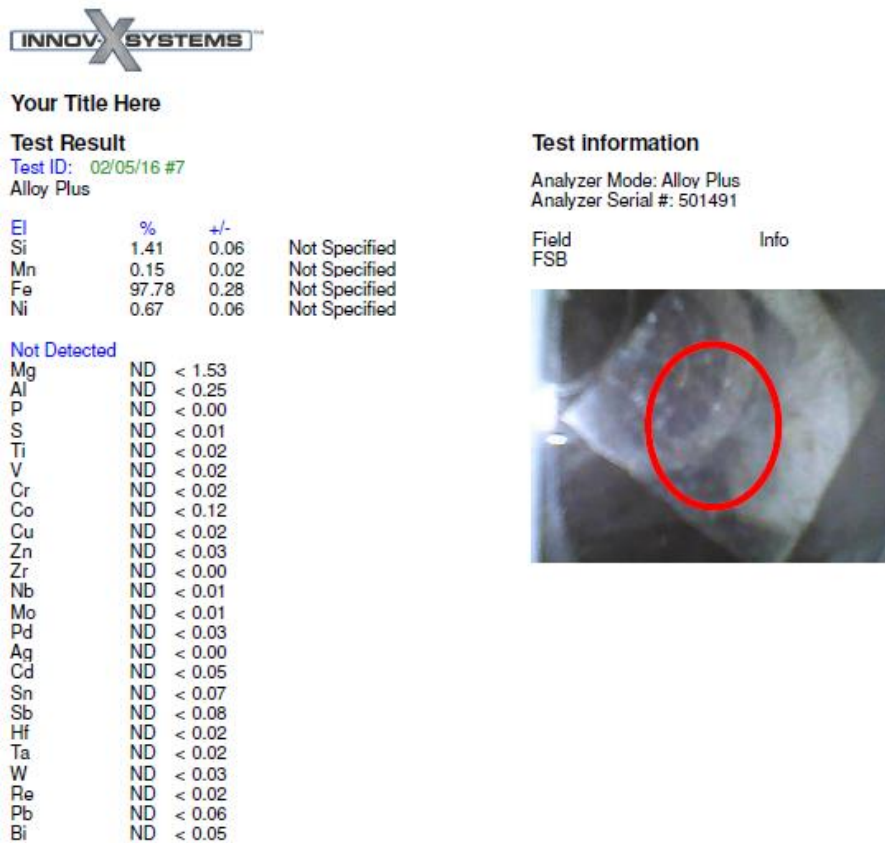 INNOV-X SYSTEMS™
Your Title Here
Test Result
Test ID: 02/05/16 #7
Alloy Plus
El % +/-
Si 1.41 0.06 Not Specified
Mn 0.15 0.02 Not Specified
Fe 97.78 0.28 Not Specified
Ni 0.67 0.06 Not Specified
Not Detected
Mg ND < 1.53
Al ND < 0.25
P ND < 0.00
S ND < 0.01
Ti ND < 0.02
V ND < 0.02
Cr ND < 0.02
Co ND < 0.12
Cu ND < 0.02
Zn ND < 0.03
Zr ND < 0.00
Nb ND < 0.01
Mo ND < 0.01
Pd ND < 0.03
Ag ND < 0.00
Cd ND < 0.05
Sn ND < 0.07
Sb ND < 0.08
Hf ND < 0.02
Ta ND < 0.02
W ND < 0.03
Re ND < 0.02
Pb ND < 0.06
Bi ND < 0.05
Test information
Analyzer Mode: Alloy Plus
Analyzer Serial #: 501491
Field Info
FSB